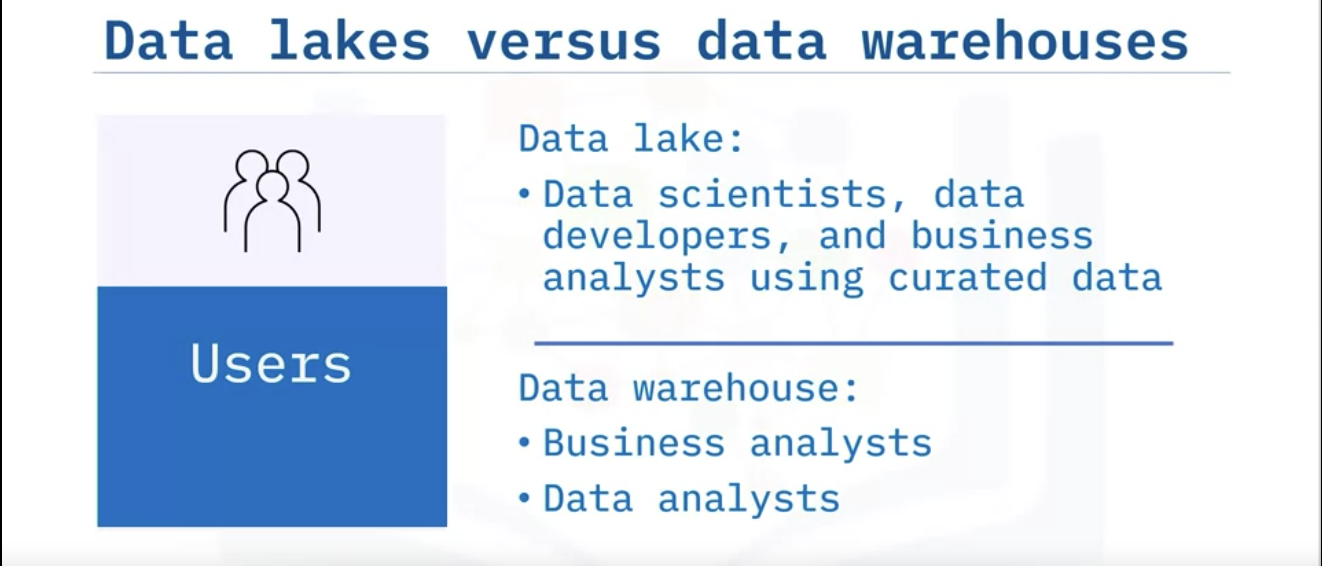 Data lakes versus data warehouses
Users
Data lake:
• Data scientists, data
developers, and business
analysts using curated data
Data warehouse:
• Business analysts
• Data analysts